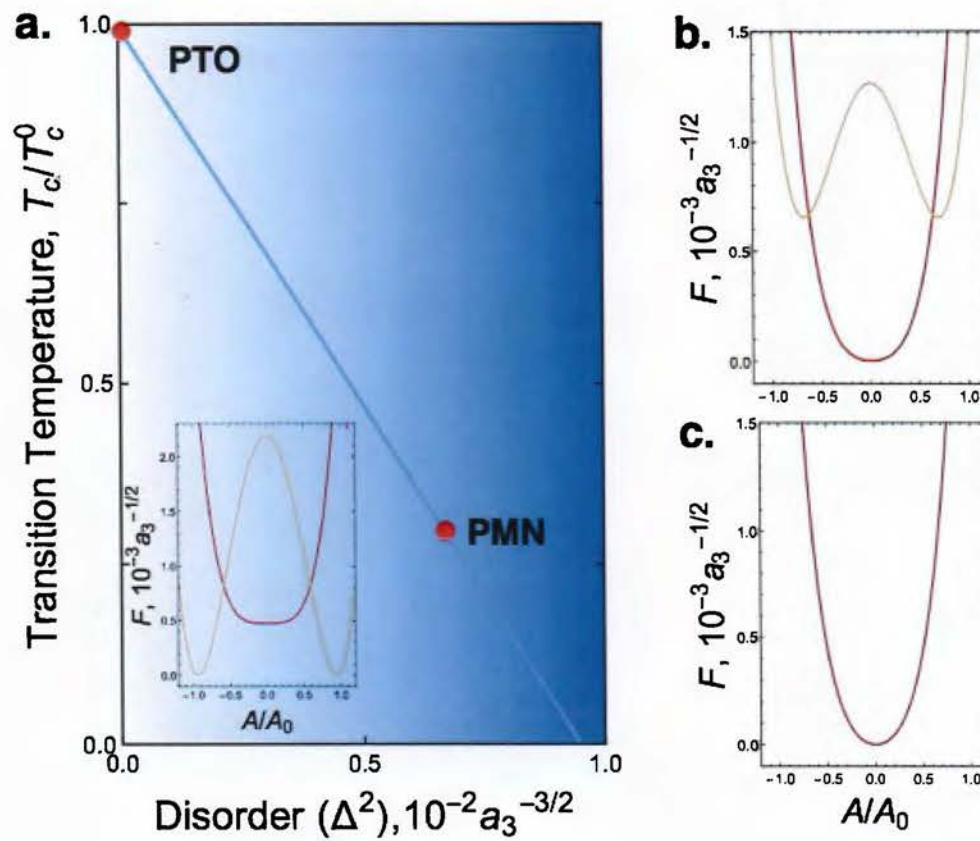 a.
1.0
PTO
Transition Temperature, T_c/T_c^0
0.5
PMN
F, 10^-3 a_3^-1/2
2.0
1.5
1.0
0.5
0.0
-1.0 -0.5 0.0 0.5 1.0
A/A_0
0.0
0.0 0.5 1.0
Disorder (Δ^2), 10^-2 a_3^-3/2
b.
F, 10^-3 a_3^-1/2
1.5
1.0
0.5
0.0
-1.0 -0.5 0.0 0.5 1.0
c.
F, 10^-3 a_3^-1/2
1.5
1.0
0.5
0.0
-1.0 -0.5 0.0 0.5 1.0
A/A_0